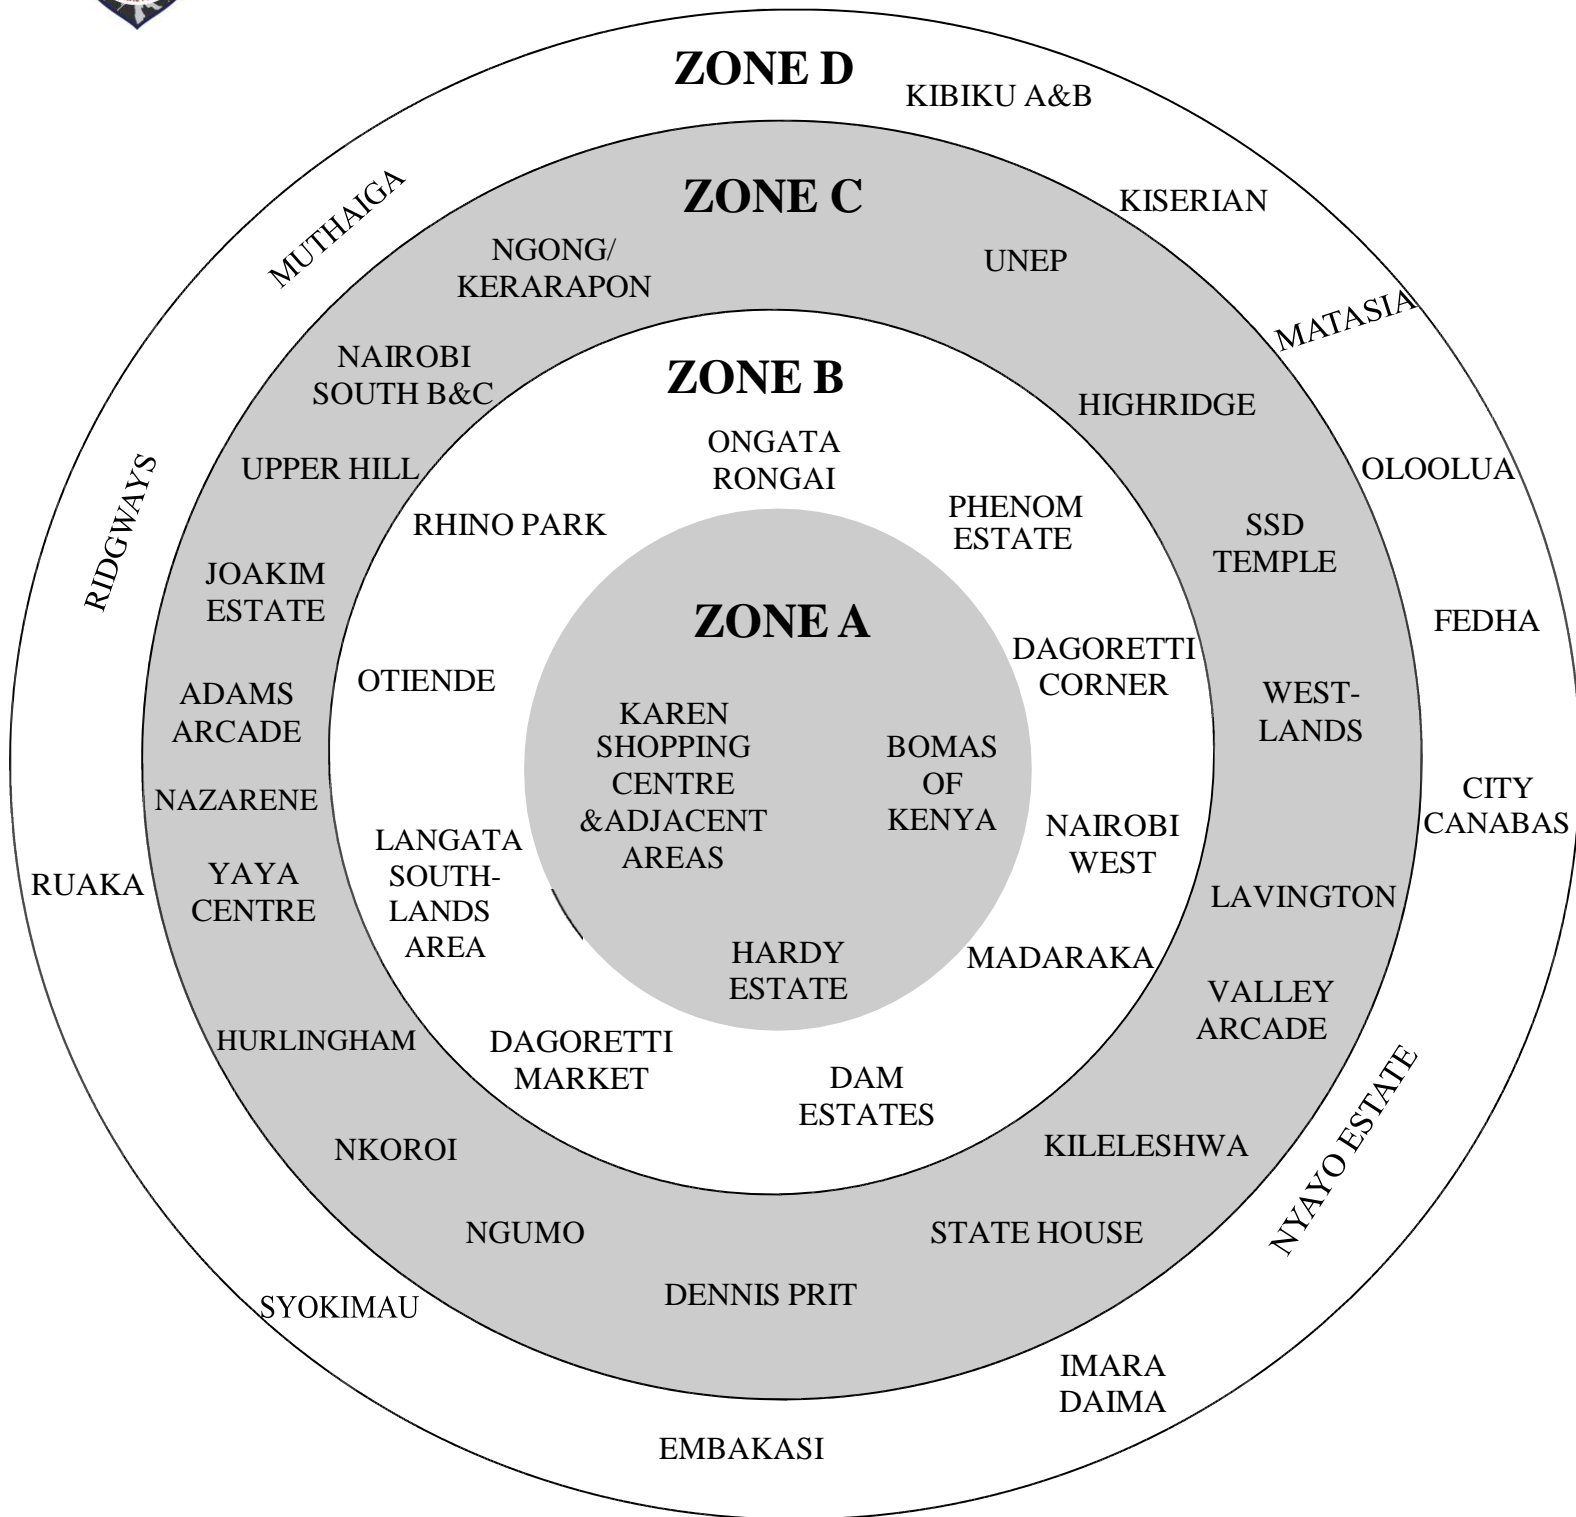 ZONE D
KIBIKU A&B
MUTHAIGA
KISERIAN
MATASIA
RIDGWAYS
OLOOLUA
FEDHA
CITY
CANABAS
RUAKA
NYAYO ESTATE
SYOKIMAU
IMARA
DAIMA
EMBAKASI
ZONE C
NGONG/
KERARAPON
UNEP
NAIROBI
SOUTH B&C
HIGHRIDGE
UPPER HILL
SSD
TEMPLE
JOAKIM
ESTATE
ADAMS
ARCADE
WEST-
LANDS
NAZARENE
YAYA
CENTRE
LAVINGTON
VALLEY
ARCADE
HURLINGHAM
NKOROI
KILELESHWA
NGUMO
STATE HOUSE
DENNIS PRIT
ZONE B
ONGATA
RONGAI
RHINO PARK
PHENOM
ESTATE
OTIENDE
DAGORETTI
CORNER
LANGATA
SOUTH-
LANDS
AREA
NAIROBI
WEST
MADARAKA
DAGORETTI
MARKET
DAM
ESTATES
ZONE A
KAREN
SHOPPING
CENTRE
&ADJACENT
AREAS
BOMAS
OF
KENYA
HARDY
ESTATE